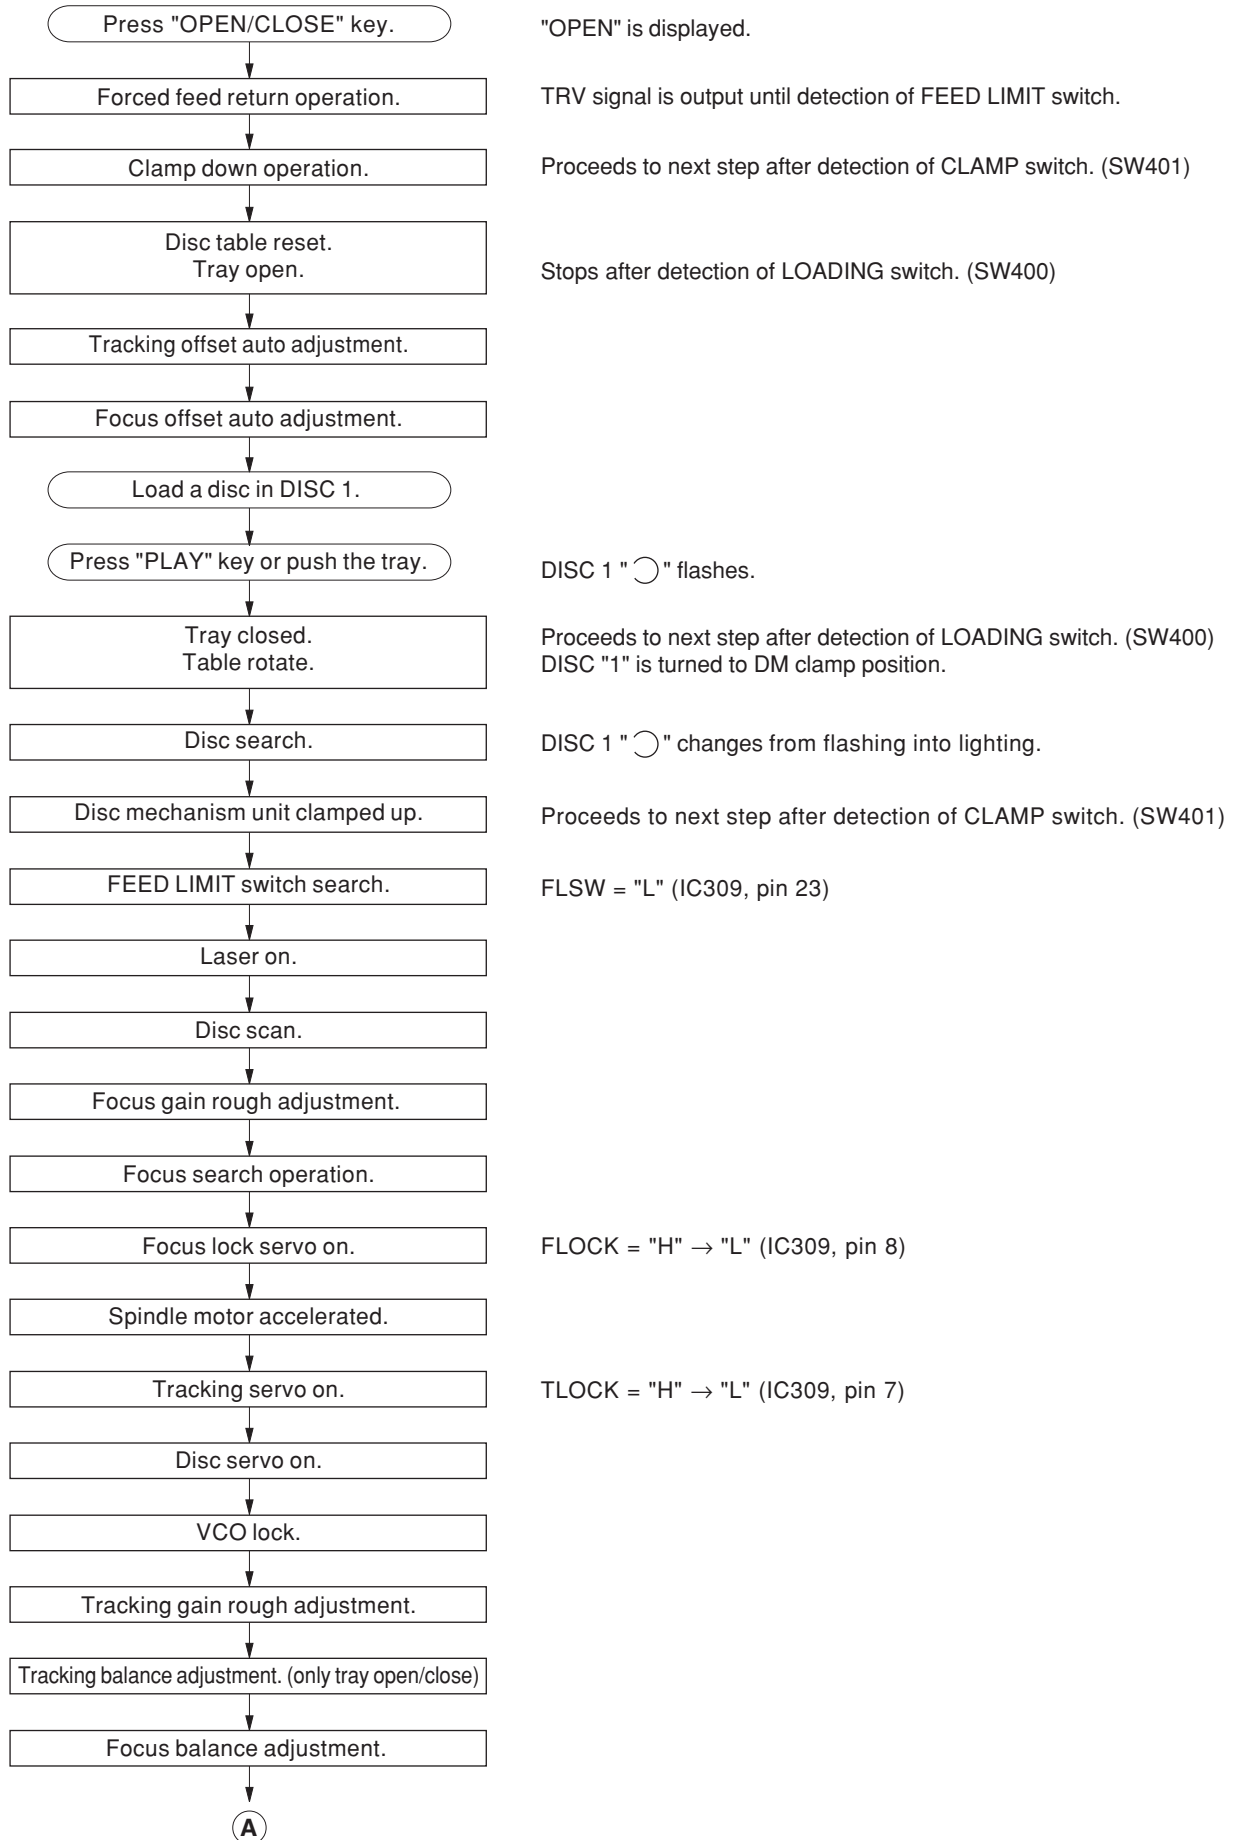 Press "OPEN/CLOSE" key.
"OPEN" is displayed.
Forced feed return operation.
TRV signal is output until detection of FEED LIMIT switch.
Clamp down operation.
Proceeds to next step after detection of CLAMP switch. (SW401)
Disc table reset.
Tray open.
Stops after detection of LOADING switch. (SW400)
Tracking offset auto adjustment.
Focus offset auto adjustment.
Load a disc in DISC 1.
Press "PLAY" key or push the tray.
DISC 1 "◯" flashes.
Tray closed.
Table rotate.
Proceeds to next step after detection of LOADING switch. (SW400)
DISC "1" is turned to DM clamp position.
Disc search.
DISC 1 "◯" changes from flashing into lighting.
Disc mechanism unit clamped up.
Proceeds to next step after detection of CLAMP switch. (SW401)
FEED LIMIT switch search.
FLSW = "L" (IC309, pin 23)
Laser on.
Disc scan.
Focus gain rough adjustment.
Focus search operation.
Focus lock servo on.
FLOCK = "H" → "L" (IC309, pin 8)
Spindle motor accelerated.
Tracking servo on.
TLOCK = "H" → "L" (IC309, pin 7)
Disc servo on.
VCO lock.
Tracking gain rough adjustment.
Tracking balance adjustment. (only tray open/close)
Focus balance adjustment.
A